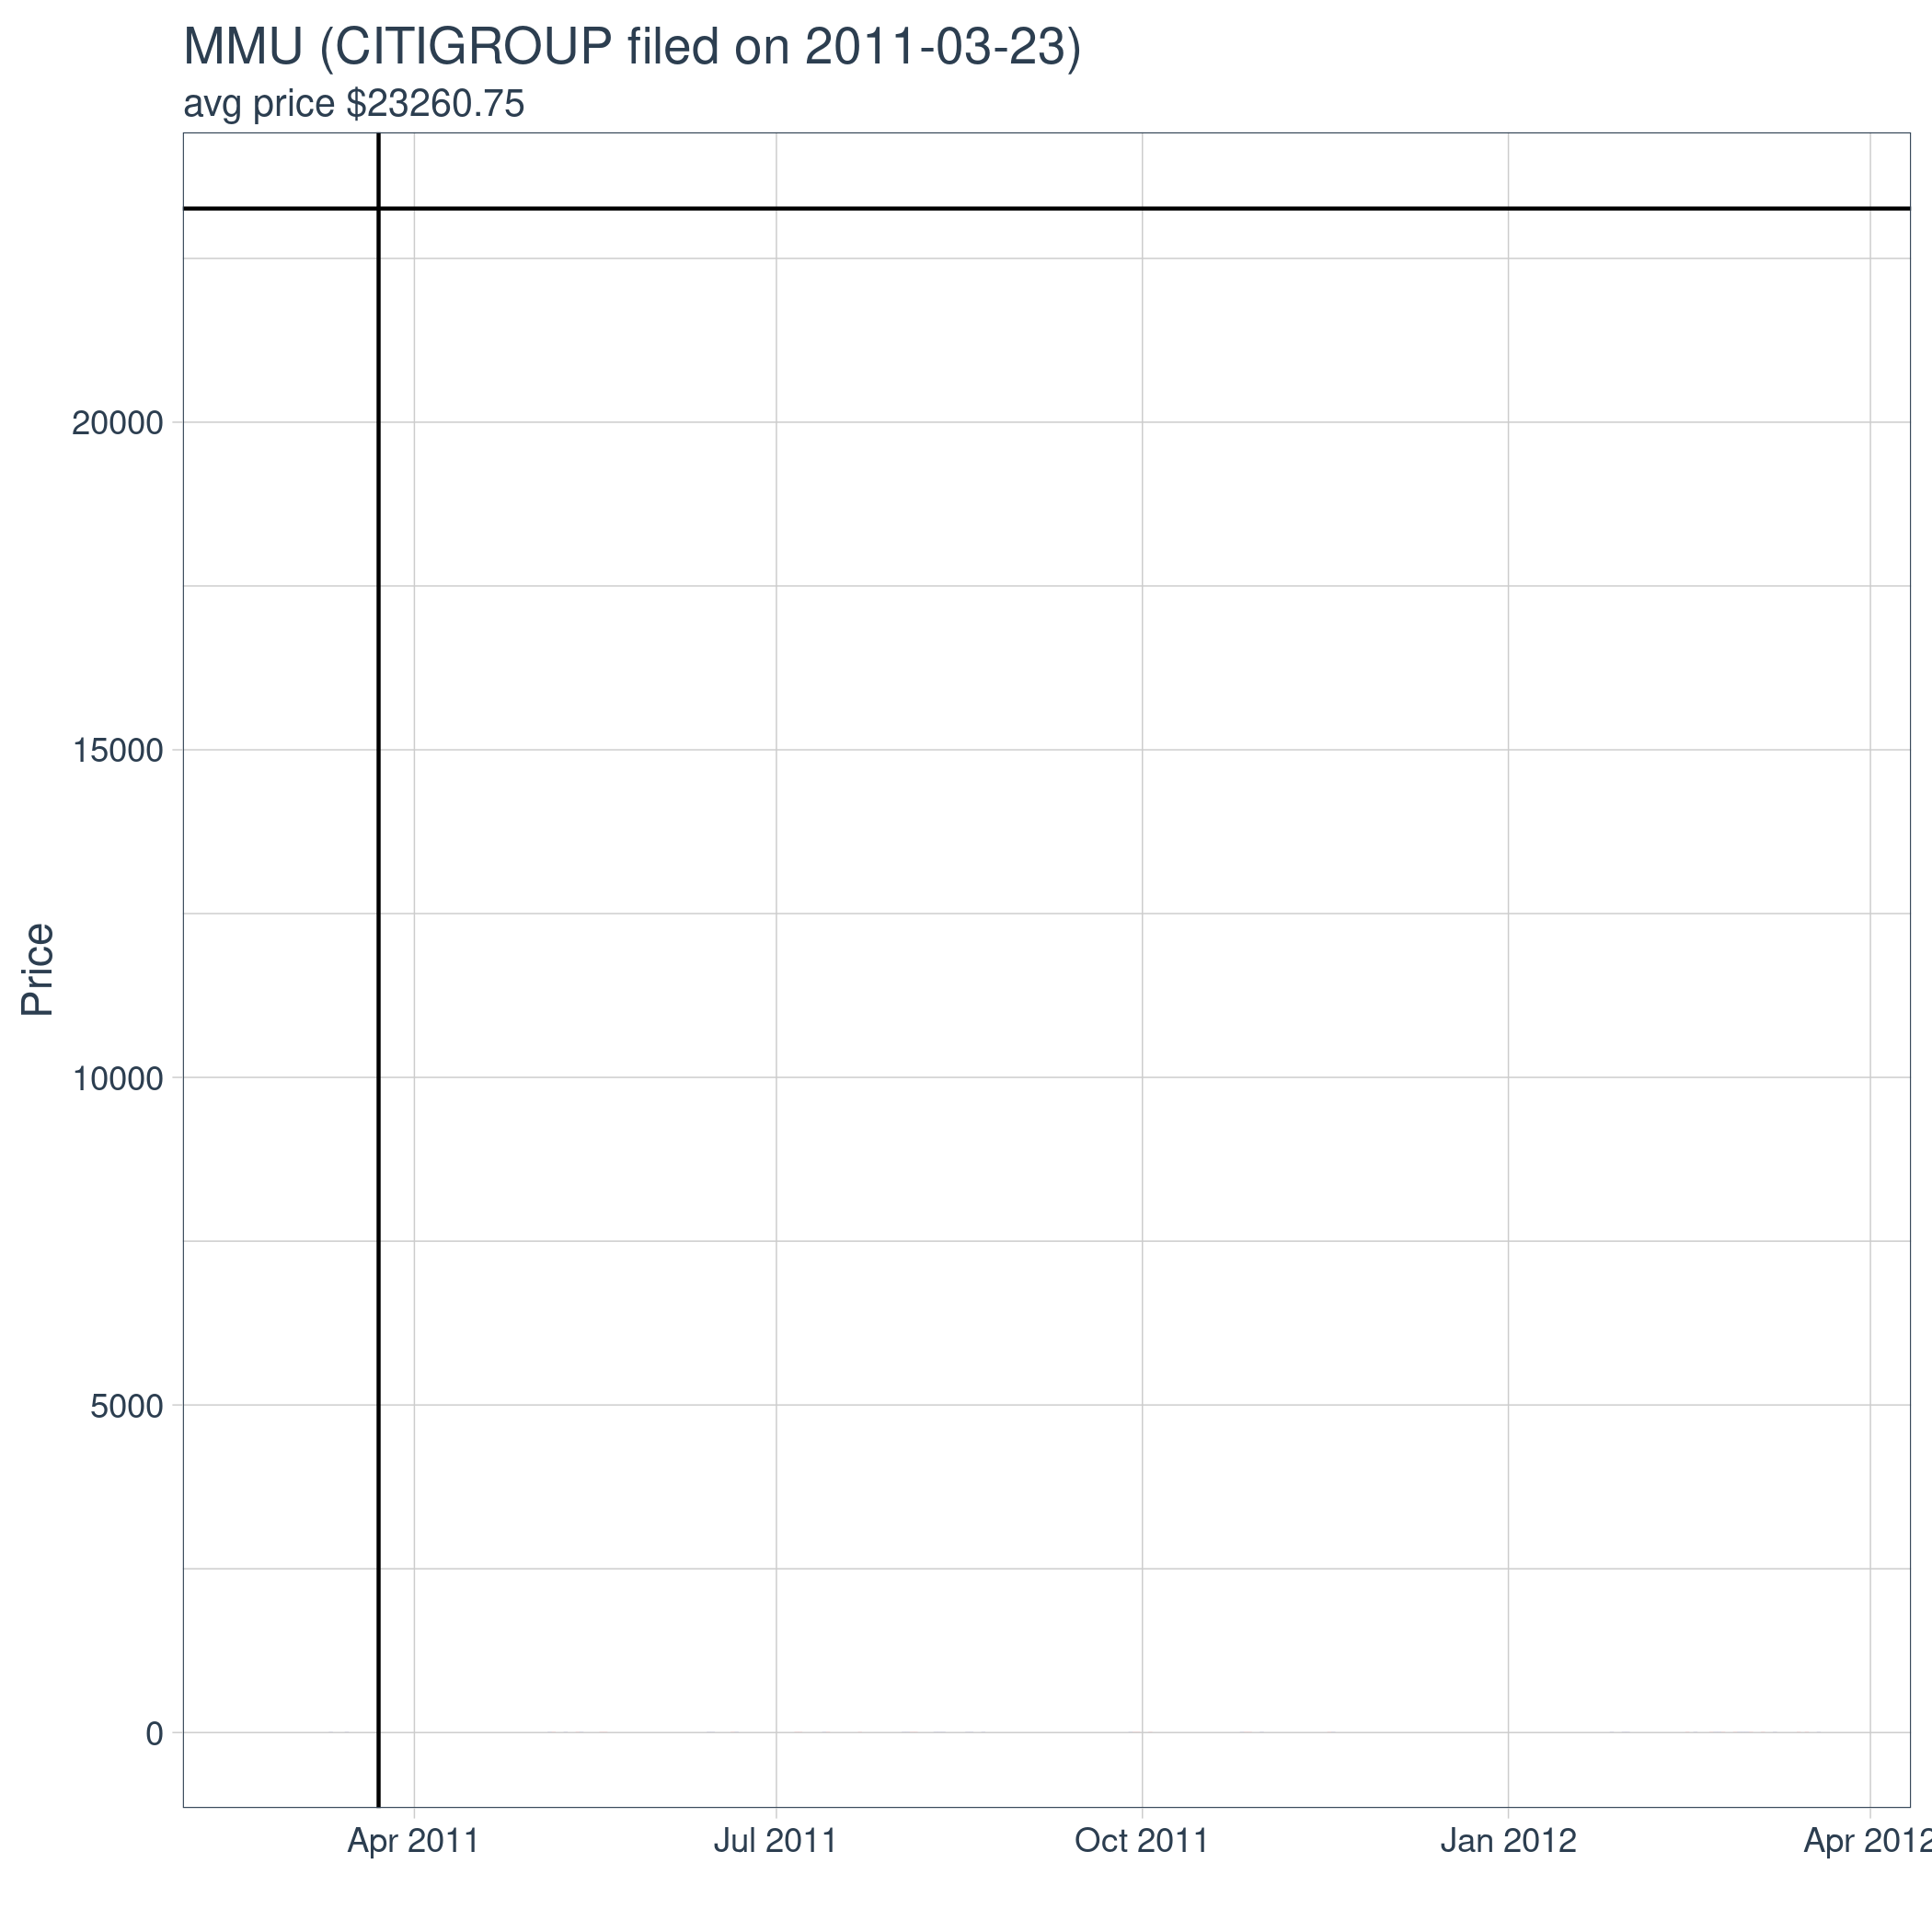 MMU (CITIGROUP filed on 2011-03-23)
avg price $23260.75
20000
15000
Price
10000
5000
0
Apr 2011 Jul 2011 Oct 2011 Jan 2012 Apr 2012